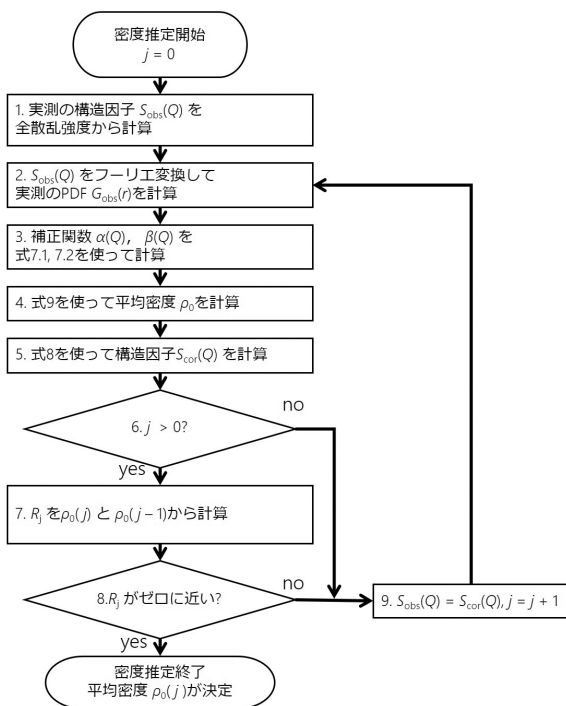 密度推定開始
j = 0
1. 実測の構造因子 Sobs(Q) を
全散乱強度から計算
2. Sobs(Q) をフーリエ変換して
実測のPDF Gobs(r)を計算
3. 補正関数 α(Q)， β(Q) を
式7.1, 7.2を使って計算
4. 式9を使って平均密度 ρ0を計算
5. 式8を使って構造因子Scor(Q) を計算
6. j > 0?
no
yes
7. Rj をρ0(j) と ρ0(j − 1)から計算
8.Rj がゼロに近い?
no
9. Sobs(Q) = Scor(Q), j = j + 1
yes
密度推定終了
平均密度 ρ0( j )が決定